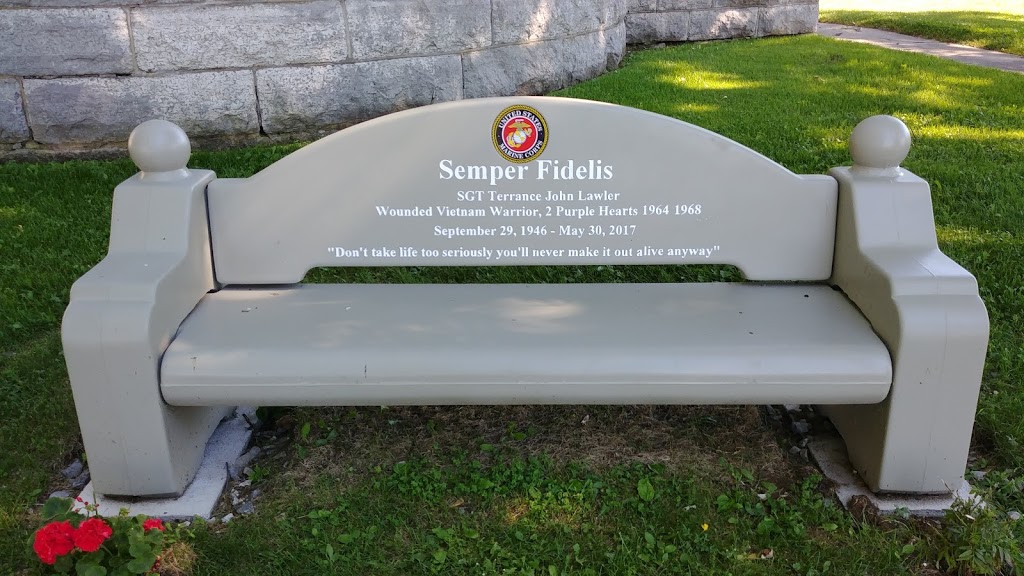 UNITED STATES
MARINE CORPS
Semper Fidelis
SGT Terrance John Lawler
Wounded Vietnam Warrior, 2 Purple Hearts 1964 1968
September 29, 1946 - May 30, 2017
"Don't take life too seriously you'll never make it out alive anyway"